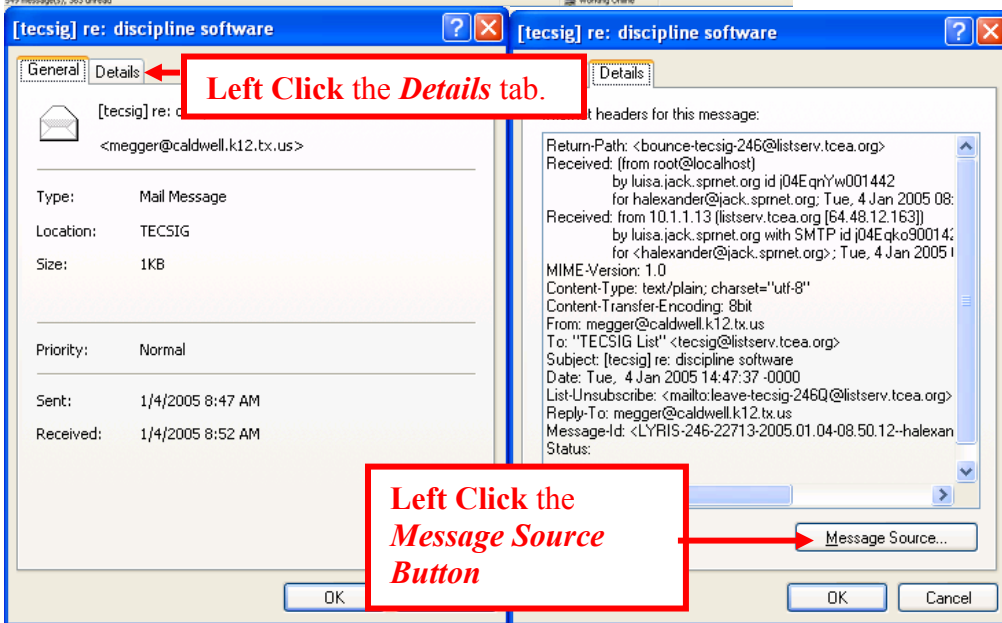 549 message(s), 363 unread
Working Online
[tecsig] re: discipline software
General Details
Left Click the Details tab.
[tecsig] re:
<megger@caldwell.k12.tx.us>
Type: Mail Message
Location: TECSIG
Size: 1KB
Priority: Normal
Sent: 1/4/2005 8:47 AM
Received: 1/4/2005 8:52 AM
OK
[tecsig] re: discipline software
Details
headers for this message:
Return-Path: <bounce-tecsig-246@listserv.tcea.org>
Received: (from root@localhost)
by luisa.jack.sprnet.org id j04EqnYw001442
for halexander@jack.sprnet.org; Tue, 4 Jan 2005 08:
Received: from 10.1.1.13 (listserv.tcea.org [64.48.12.163])
by luisa.jack.sprnet.org with SMTP id j04Eqko90014
for <halexander@jack.sprnet.org>; Tue, 4 Jan 2005
MIME-Version: 1.0
Content-Type: text/plain; charset="utf-8"
Content-Transfer-Encoding: 8bit
From: megger@caldwell.k12.tx.us
To: "TECSIG List" <tecsig@listserv.tcea.org>
Subject: [tecsig] re: discipline software
Date: Tue, 4 Jan 2005 14:47:37 -0000
List-Unsubscribe: <mailto:leave-tecsig-246Q@listserv.tcea.org>
Reply-To: megger@caldwell.k12.tx.us
Message-Id: <LYRIS-246-22713-2005.01.04-08.50.12--halexan
Status:
Left Click the
Message Source
Button
Message Source...
OK Cancel